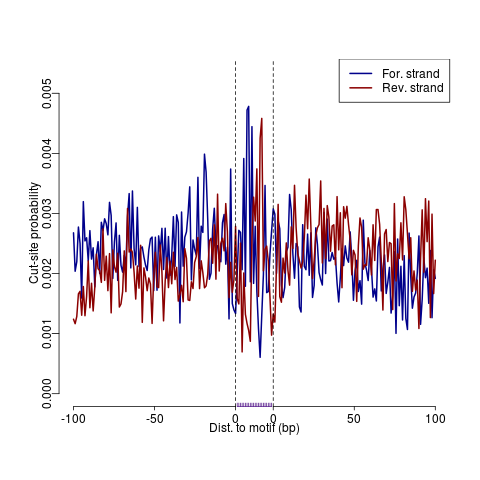 For. strand
Rev. strand
Cut-site probability
0.005
0.004
0.003
0.002
0.001
0.000
-100 -50 0 0 50 100
Dist. to motif (bp)